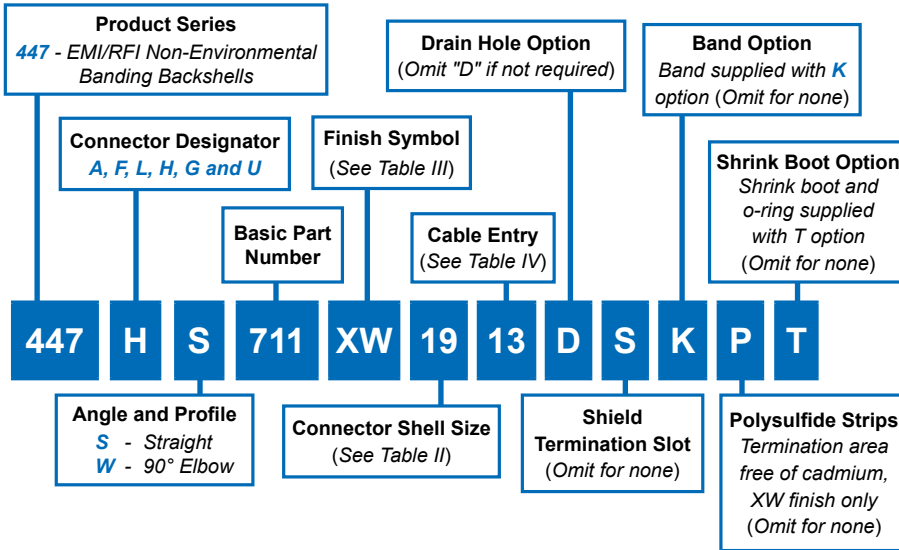 Product Series
447 - EMI/RFI Non-Environmental
Banding Backshells
Drain Hole Option
(Omit "D" if not required)
Band Option
Band supplied with K
option (Omit for none)
Connector Designator
A, F, L, H, G and U
Finish Symbol
(See Table III)
Shrink Boot Option
Shrink boot and
o-ring supplied
with T option
(Omit for none)
Basic Part
Number
Cable Entry
(See Table IV)
447 H S 711 XW 19 13 D S K P T
Angle and Profile
S - Straight
W - 90° Elbow
Connector Shell Size
(See Table II)
Shield
Termination Slot
(Omit for none)
Polysulfide Strips
Termination area
free of cadmium,
XW finish only
(Omit for none)